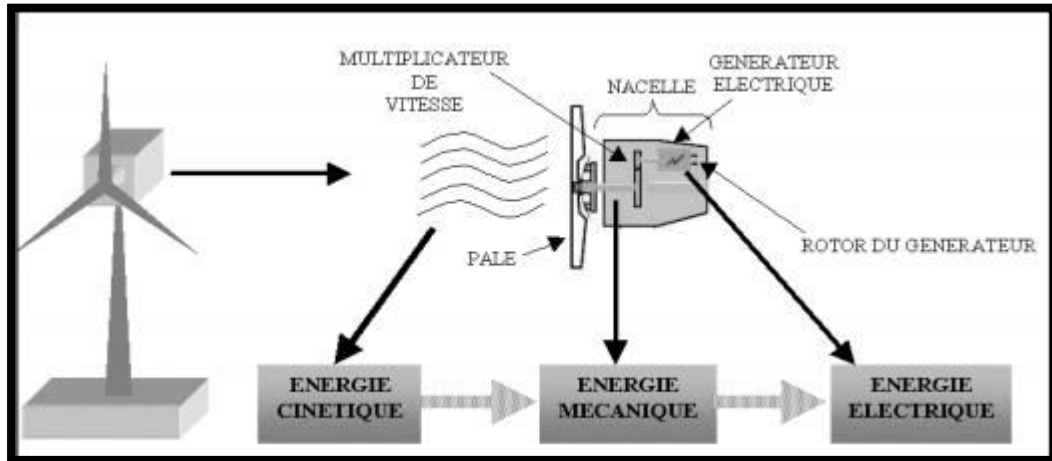 MULTIPLICATEUR
DE
VITESSE
NACELLE
GENERATEUR
ELECTRIQUE
PALE
ROTOR DU GENERATEUR
ENERGIE
CINETIQUE
ENERGIE
MECANIQUE
ENERGIE
ELECTRIQUE